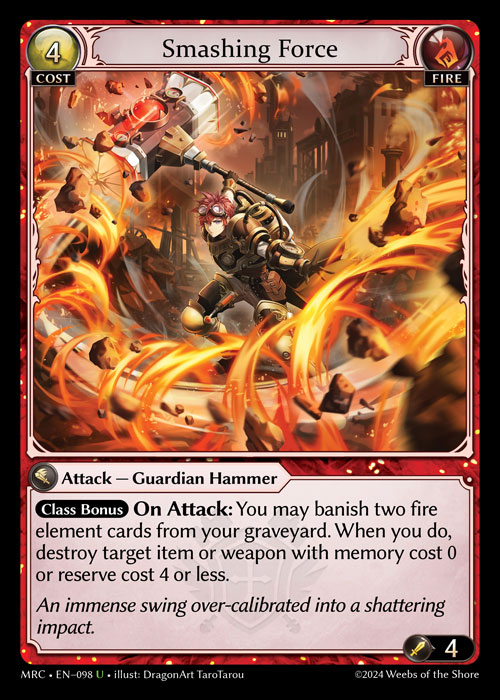 4
Smashing Force
COST
FIRE
Attack — Guardian Hammer
Class Bonus On Attack: You may banish two fire
element cards from your graveyard. When you do,
destroy target item or weapon with memory cost 0
or reserve cost 4 or less.
An immense swing over-calibrated into a shattering
impact.
4
MRC • EN–098 U • illust: DragonArt TaroTarou
©2024 Weebs of the Shore